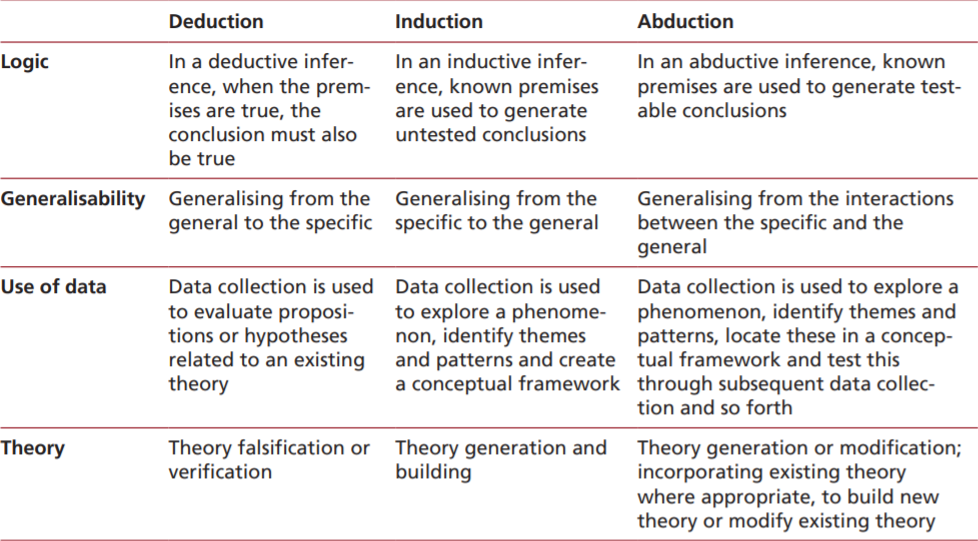 Deduction Induction Abduction
Logic In a deductive infer- In an inductive infer- In an abductive inference, known
ence, when the prem- ence, known premises premises are used to generate test-
ises are true, the are used to generate able conclusions
conclusion must also untested conclusions
be true
Generalisability Generalising from the Generalising from the Generalising from the interactions
general to the specific specific to the general between the specific and the
general
Use of data Data collection is used Data collection is used Data collection is used to explore a
to evaluate proposi- to explore a phenome- phenomenon, identify themes and
tions or hypotheses non, identify themes patterns, locate these in a concep-
related to an existing and patterns and create tual framework and test this
theory a conceptual framework through subsequent data collec-
tion and so forth
Theory Theory falsification or Theory generation and Theory generation or modification;
verification building incorporating existing theory
where appropriate, to build new
theory or modify existing theory